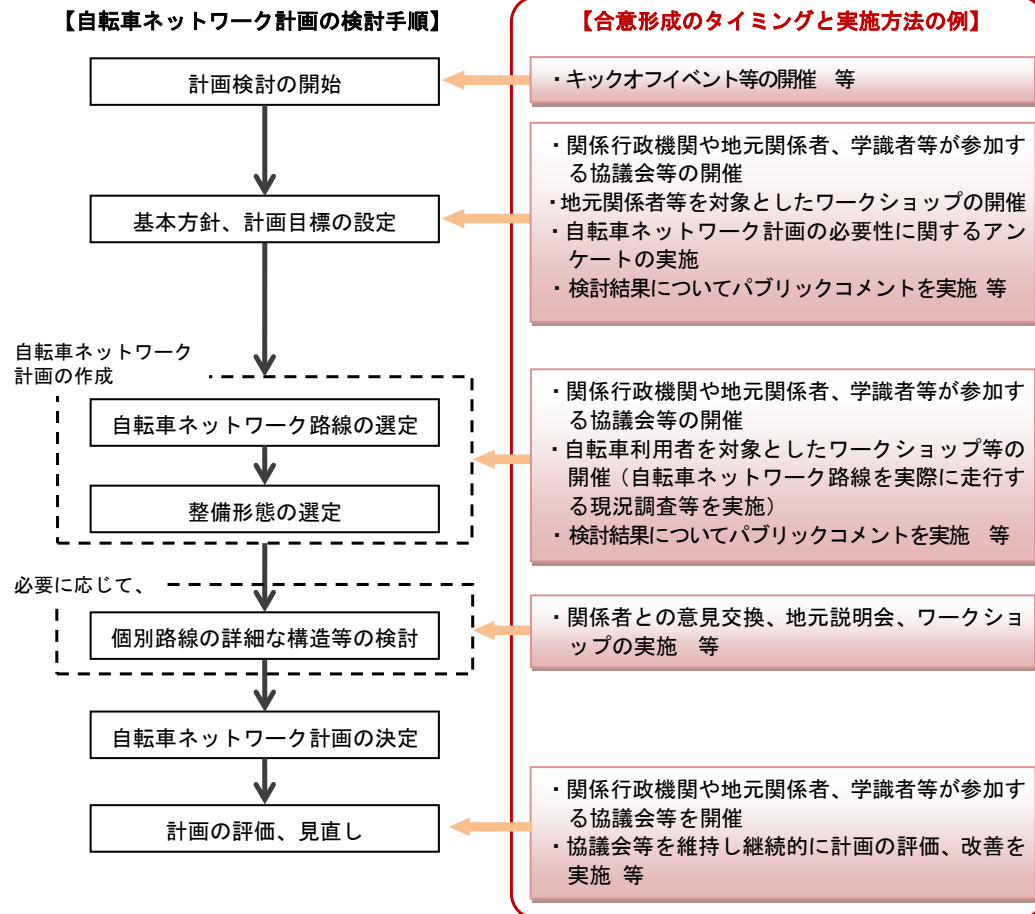 【自転車ネットワーク計画の検討手順】
計画検討の開始
基本方針、計画目標の設定
自転車ネットワーク
計画の作成
自転車ネットワーク路線の選定
整備形態の選定
必要に応じて、
個別路線の詳細な構造等の検討
自転車ネットワーク計画の決定
計画の評価、見直し
【合意形成のタイミングと実施方法の例】
・キックオフイベント等の開催　等
・関係行政機関や地元関係者、学識者等が参加す
る協議会等の開催
・地元関係者等を対象としたワークショップの開催
・自転車ネットワーク計画の必要性に関するアン
ケートの実施
・検討結果についてパブリックコメントを実施 等
・関係行政機関や地元関係者、学識者等が参加す
る協議会等の開催
・自転車利用者を対象としたワークショップ等の
開催（自転車ネットワーク路線を実際に走行す
る現況調査等を実施）
・検討結果についてパブリックコメントを実施　等
・関係者との意見交換、地元説明会、ワークショ
ップの実施　等
・関係行政機関や地元関係者、学識者等が参加す
る協議会等を開催
・協議会等を維持し継続的に計画の評価、改善を
実施 等